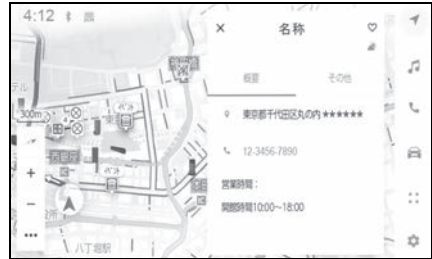 4:12
名称
概要
その他
東京都千代田区丸の内 ******
12-3456-7890
営業時間：
開館時間10:00～18:00
300m
八丁堀駅